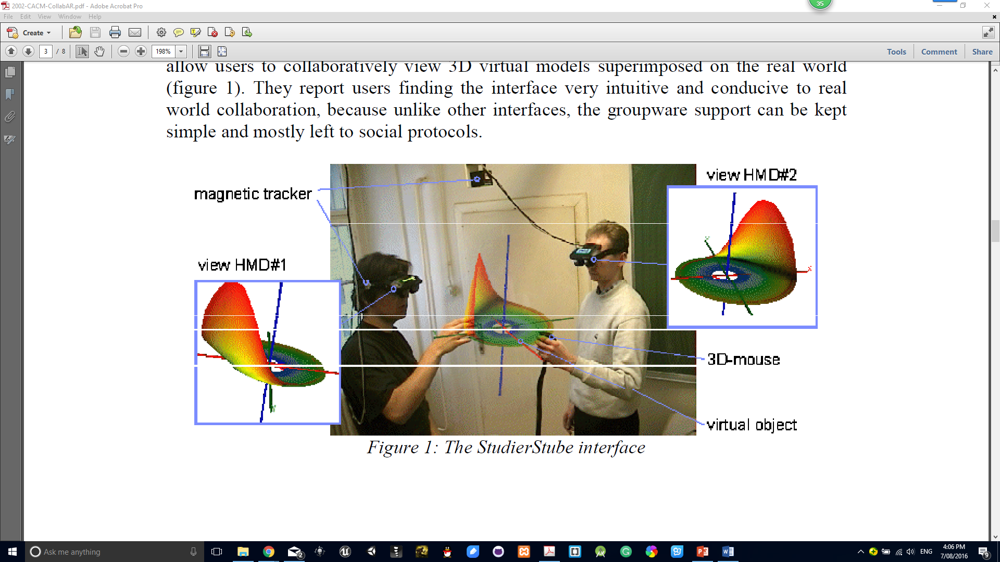 2002-CACM-CollabAR.pdf - Adobe Acrobat Pro
35
File Edit View Window Help
Create
3 / 8 198% Tools Comment Share
allow users to collaboratively view 3D virtual models superimposed on the real world
(figure 1). They report users finding the interface very intuitive and conducive to real
world collaboration, because unlike other interfaces, the groupware support can be kept
simple and mostly left to social protocols.
view HMD#2
magnetic tracker
view HMD#1
3D-mouse
virtual object
Figure 1: The StudierStube interface
Ask me anything
2
ENG
4:06 PM
7/08/2016
9